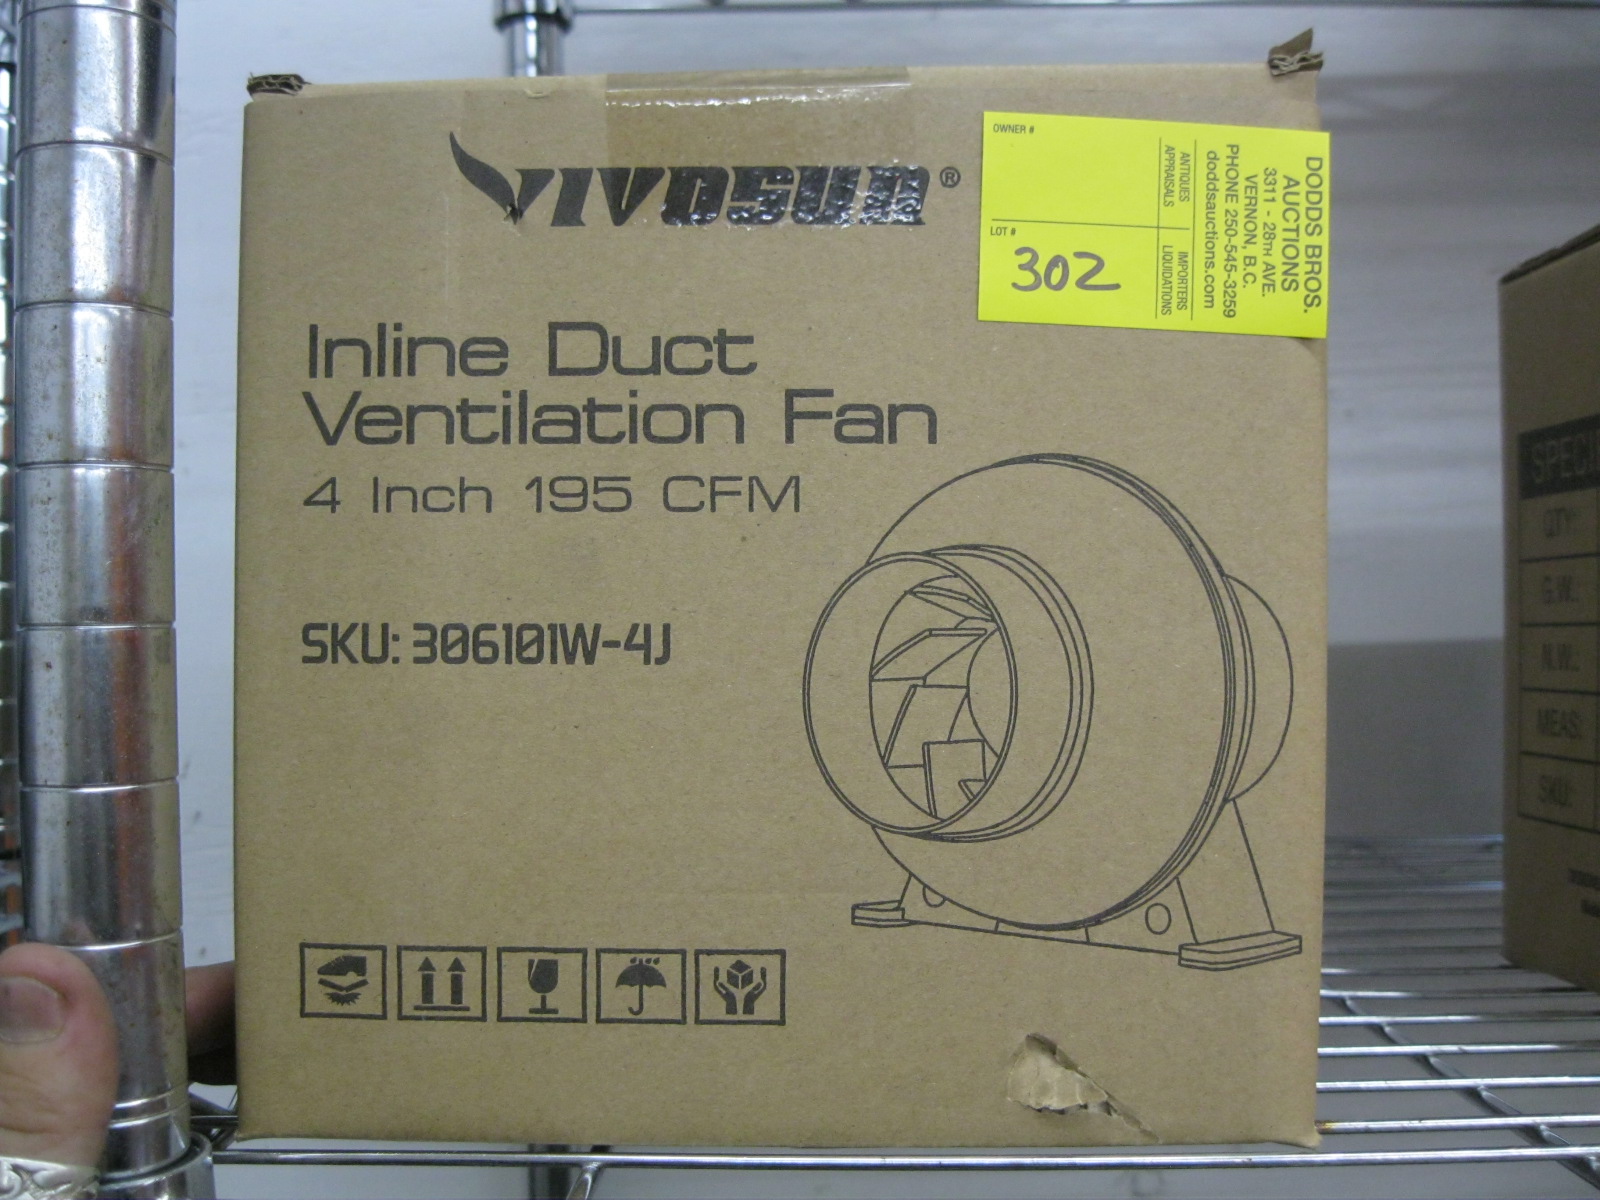 VIVOSUN®
Inline Duct
Ventilation Fan
4 Inch 195 CFM
SKU: 306101W-4J
OWNER #
LOT #
302
ANTIQUES
APPRAISALS
IMPORTERS
LIQUIDATIONS
DODDS BROS.
AUCTIONS
3311 - 28TH AVE.
VERNON, B.C.
PHONE 250-545-3259
doddsauctions.com
QTY:
G.W.:
N.W.:
MEAS:
SKU: